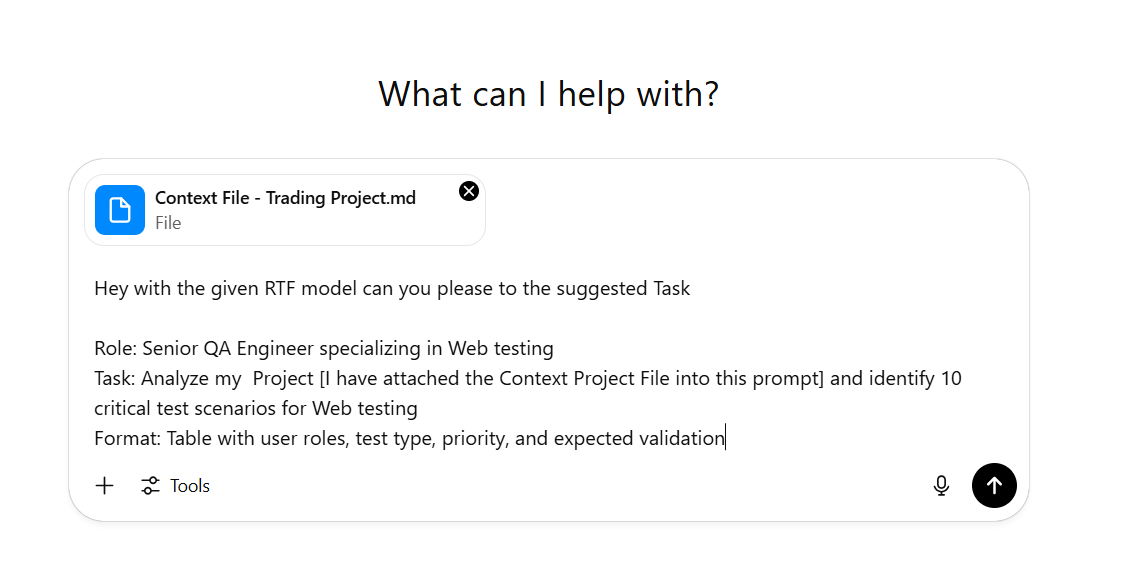 What can I help with?
Context File - Trading Project.md
File
Hey with the given RTF model can you please to the suggested Task
Role: Senior QA Engineer specializing in Web testing
Task: Analyze my  Project [I have attached the Context Project File into this prompt] and identify 10
critical test scenarios for Web testing
Format: Table with user roles, test type, priority, and expected validation
Tools